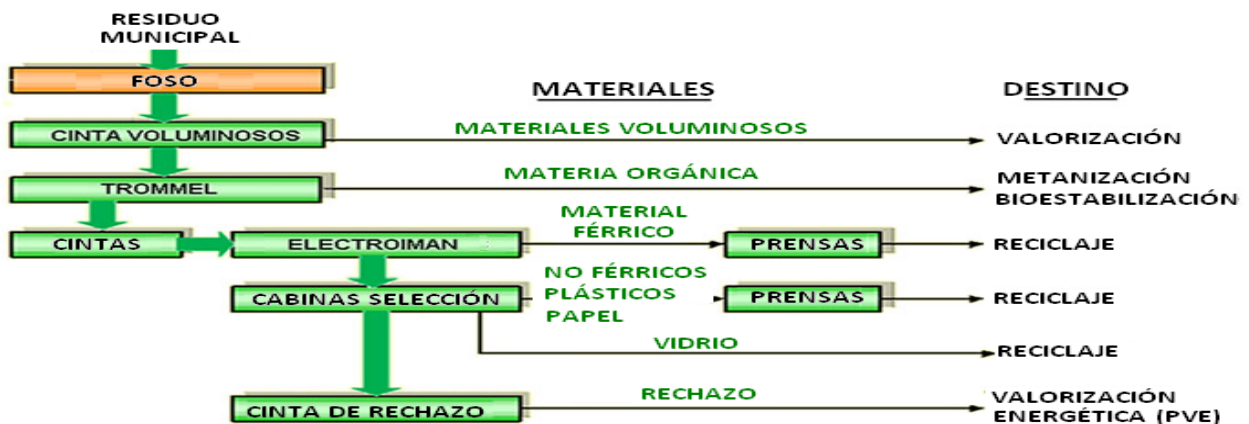 RESIDUO
MUNICIPAL
FOSO
MATERIALES
DESTINO
CINTA VOLUMINOSOS
MATERIALES VOLUMINOSOS
VALORIZACIÓN
TROMMEL
MATERIA ORGÁNICA
METANIZACIÓN
BIOESTABILIZACIÓN
CINTAS
ELECTROIMAN
MATERIAL
FÉRRICO
PRENSAS
RECICLAJE
CABINAS SELECCIÓN
NO FÉRRICOS
PLÁSTICOS
PAPEL
PRENSAS
RECICLAJE
VIDRIO
RECICLAJE
CINTA DE RECHAZO
RECHAZO
VALORIZACIÓN
ENERGÉTICA (PVE)